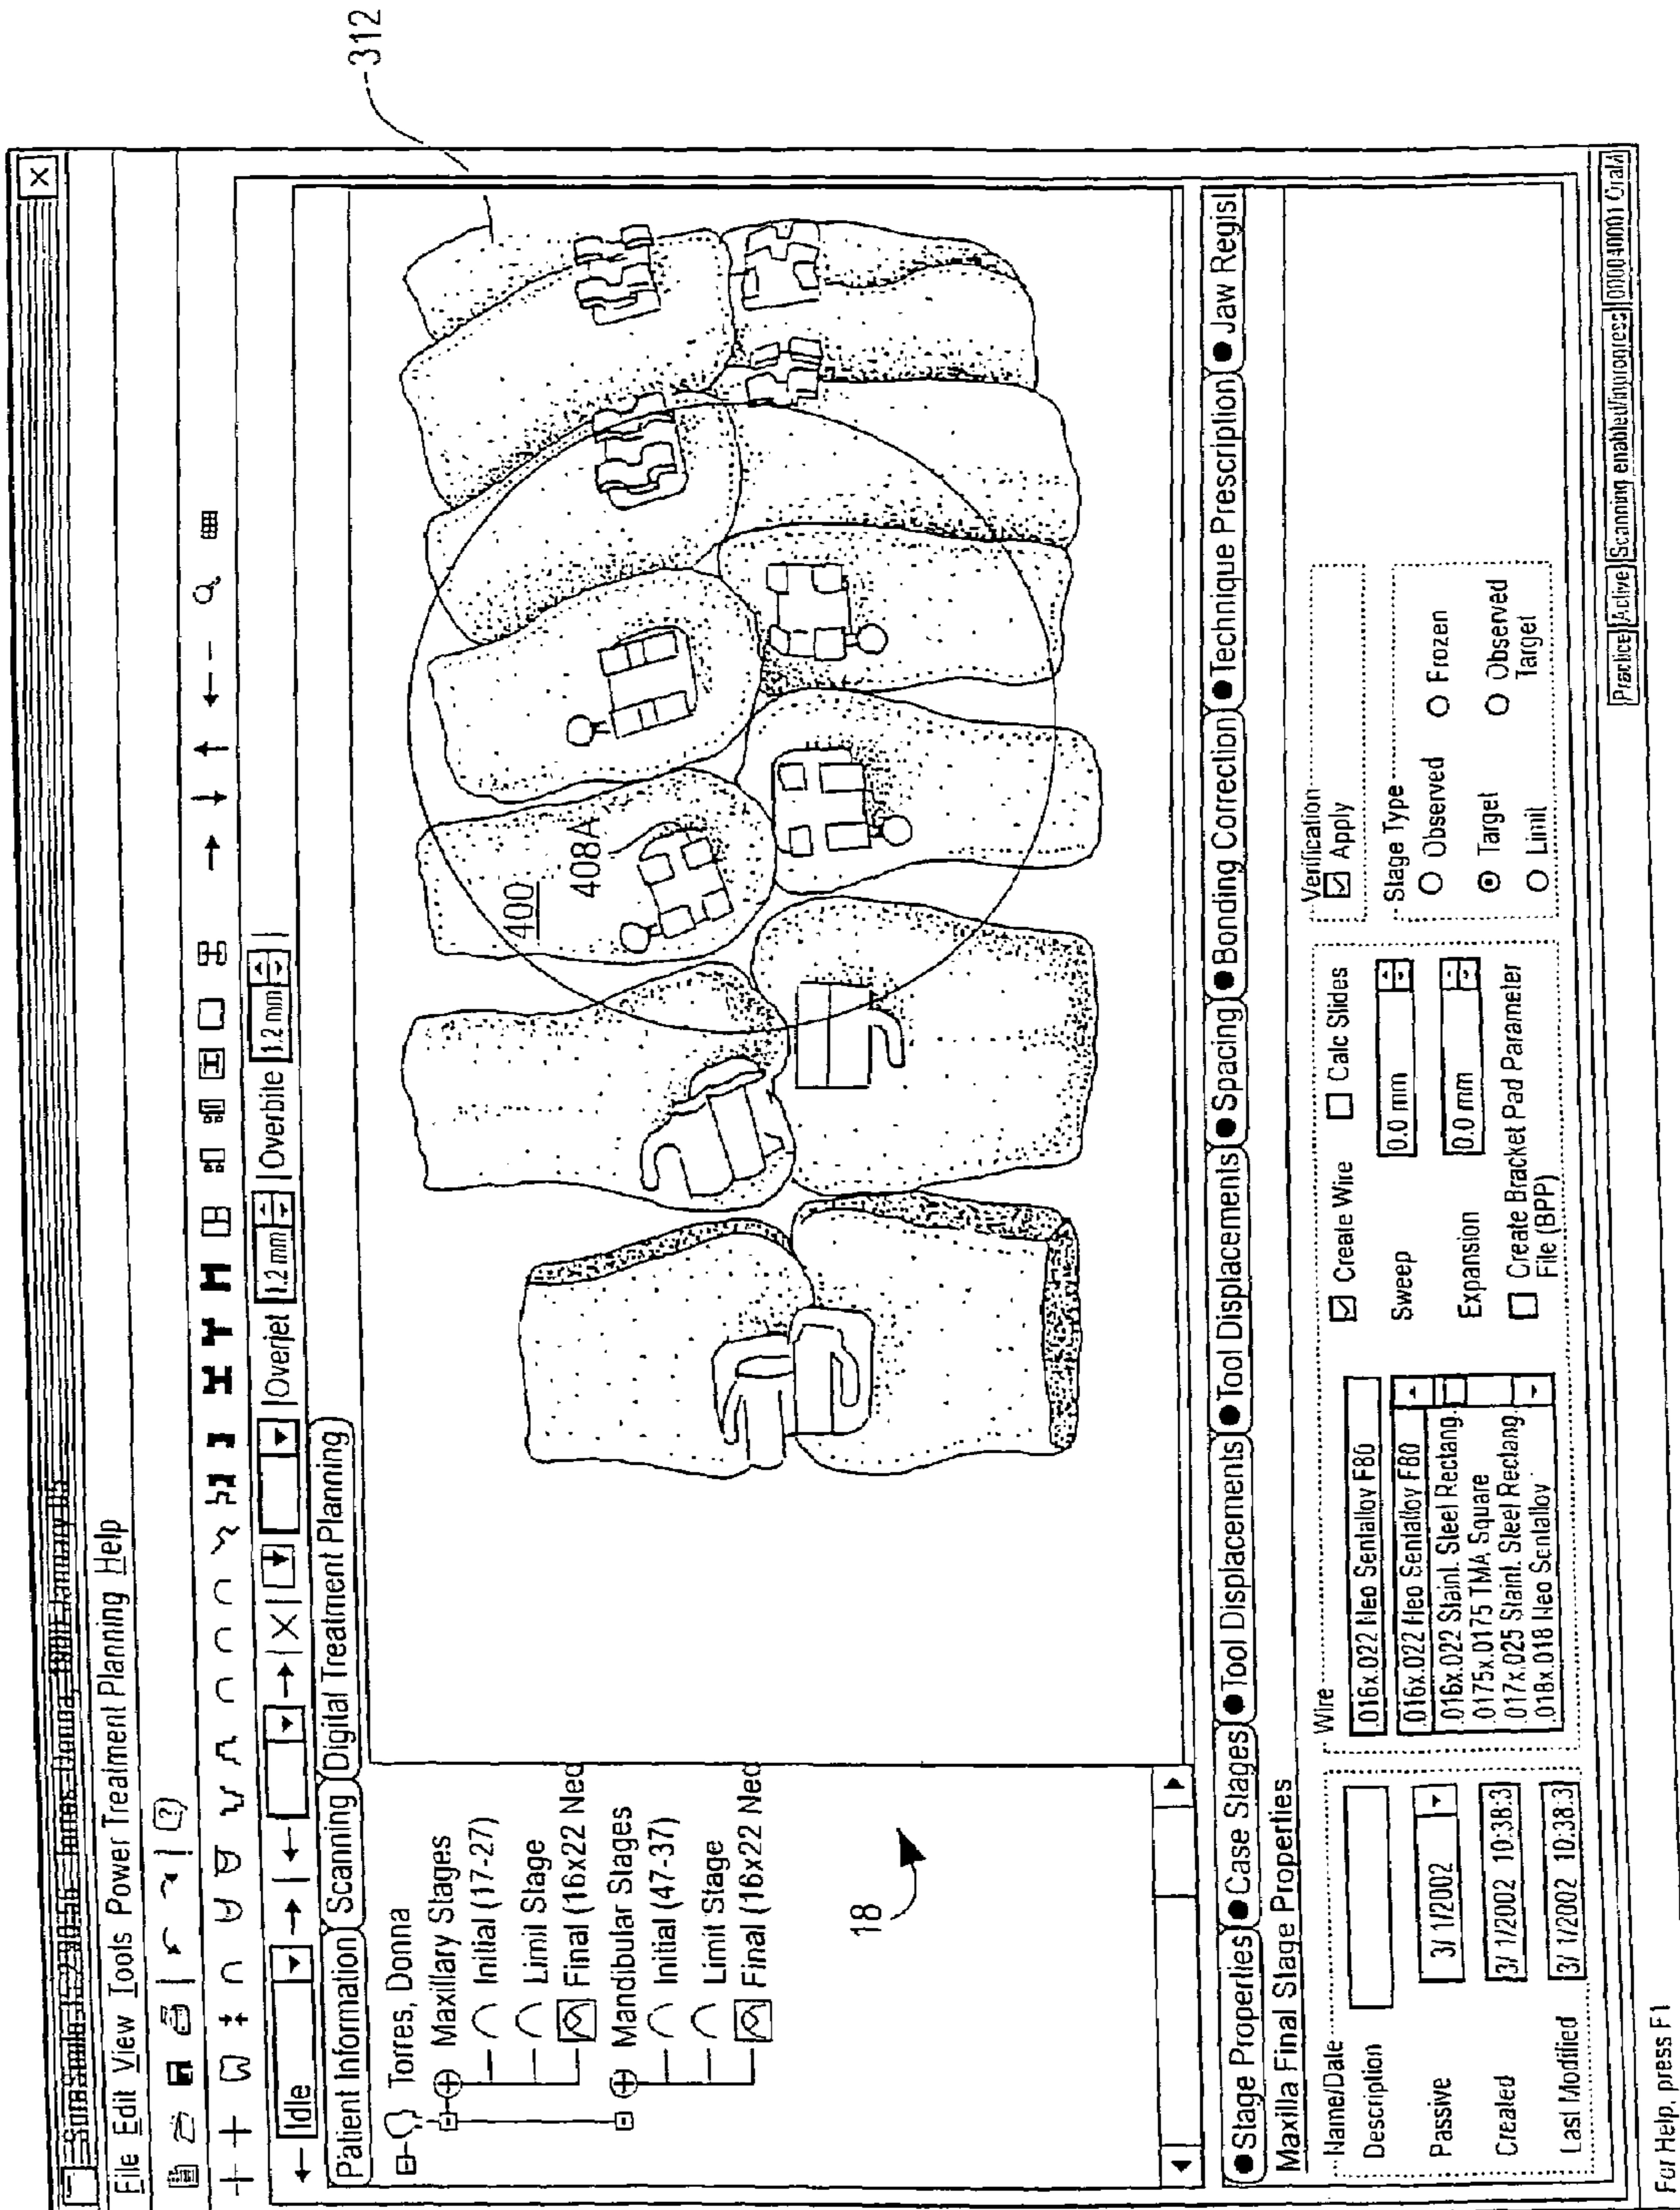 File Edit View Tools Power Treatment Planning Help
Idle
Overjet 1.2 mm
Overbite 1.2 mm
Patient Information
Scanning
Digital Treatment Planning
Torres, Donna
Maxillary Stages
Initial (17-27)
Limit Stage
Final (16x22 Neo
Mandibular Stages
Initial (47-37)
Limit Stage
Final (16x22 Neo
18
400
408A
312
Stage Properties
Case Stages
Tool Displacements
Tool Displacements
Spacing
Bonding Correction
Technique Prescription
Jaw Regist
Maxilla Final Stage Properties
Name/Date
Description
Passive 3/ 1/2002
Created 3/ 1/2002 10:38:3
Last Modified 3/ 1/2002 10:38:3
Wire
.016x.022 Neo Sentalloy F80
.016x.022 Neo Sentalloy F80
.016x.022 Stainl. Steel Rectang.
.0175x.0175 TMA Square
.017x.025 Stainl. Steel Rectang.
.018x.018 Neo Sentalloy
Create Wire
Calc Slides
Sweep 0.0 mm
Expansion 0.0 mm
Create Bracket Pad Parameter
File (BPP)
Verification
Apply
Stage Type
Observed
Frozen
Target
Observed
Target
Limit
For Help, press F1
Practice Active Scanning enabled/inprogress 000040001